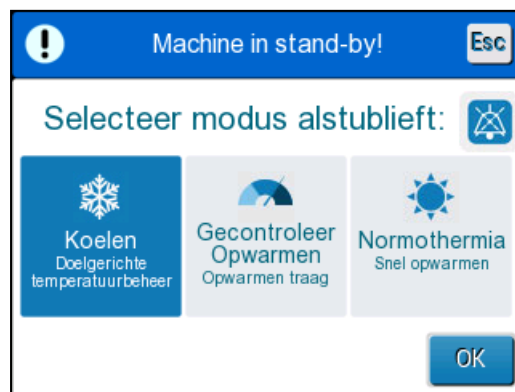 ! Machine in stand-by! Esc
Selecteer modus alstublieft:
Koelen
Doelgerichte
temperatuurbeheer
Gecontroleer
Opwarmen
Opwarmen traag
Normothermia
Snel opwarmen
OK